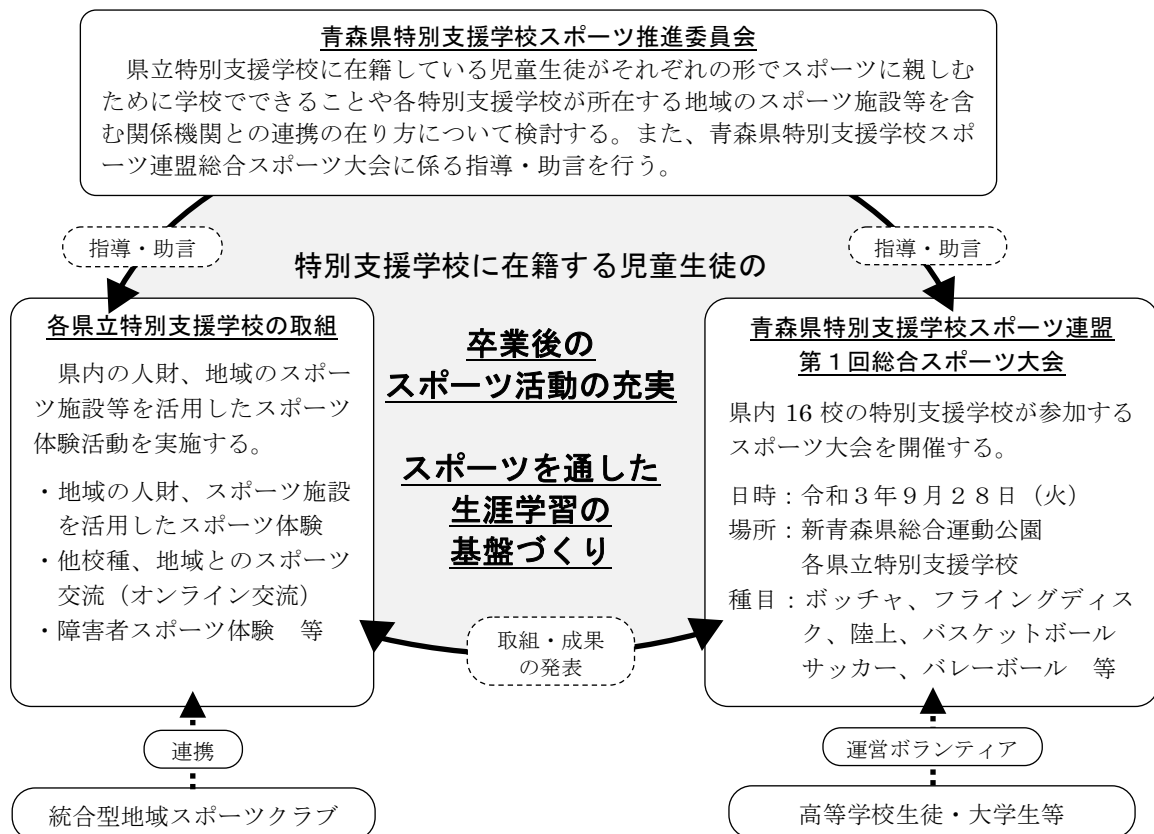 青森県特別支援学校スポーツ推進委員会
県立特別支援学校に在籍している児童生徒がそれぞれの形でスポーツに親しむ
ために学校でできることや各特別支援学校が所在する地域のスポーツ施設等を含
む関係機関との連携の在り方について検討する。また、青森県特別支援学校スポ
ーツ連盟総合スポーツ大会に係る指導・助言を行う。
指導・助言
指導・助言
特別支援学校に在籍する児童生徒の
卒業後の
スポーツ活動の充実
スポーツを通した
生涯学習の
基盤づくり
各県立特別支援学校の取組
県内の人財、地域のスポー
ツ施設等を活用したスポーツ
体験活動を実施する。
・地域の人財、スポーツ施設
を活用したスポーツ体験
・他校種、地域とのスポーツ
交流（オンライン交流）
・障害者スポーツ体験　等
青森県特別支援学校スポーツ連盟
第１回総合スポーツ大会
県内 16 校の特別支援学校が参加する
スポーツ大会を開催する。
日時：令和３年９月２８日（火）
場所：新青森県総合運動公園
各県立特別支援学校
種目：ボッチャ、フライングディス
ク、陸上、バスケットボール
サッカー、バレーボール　等
取組・成果
の発表
連携
運営ボランティア
統合型地域スポーツクラブ
高等学校生徒・大学生等